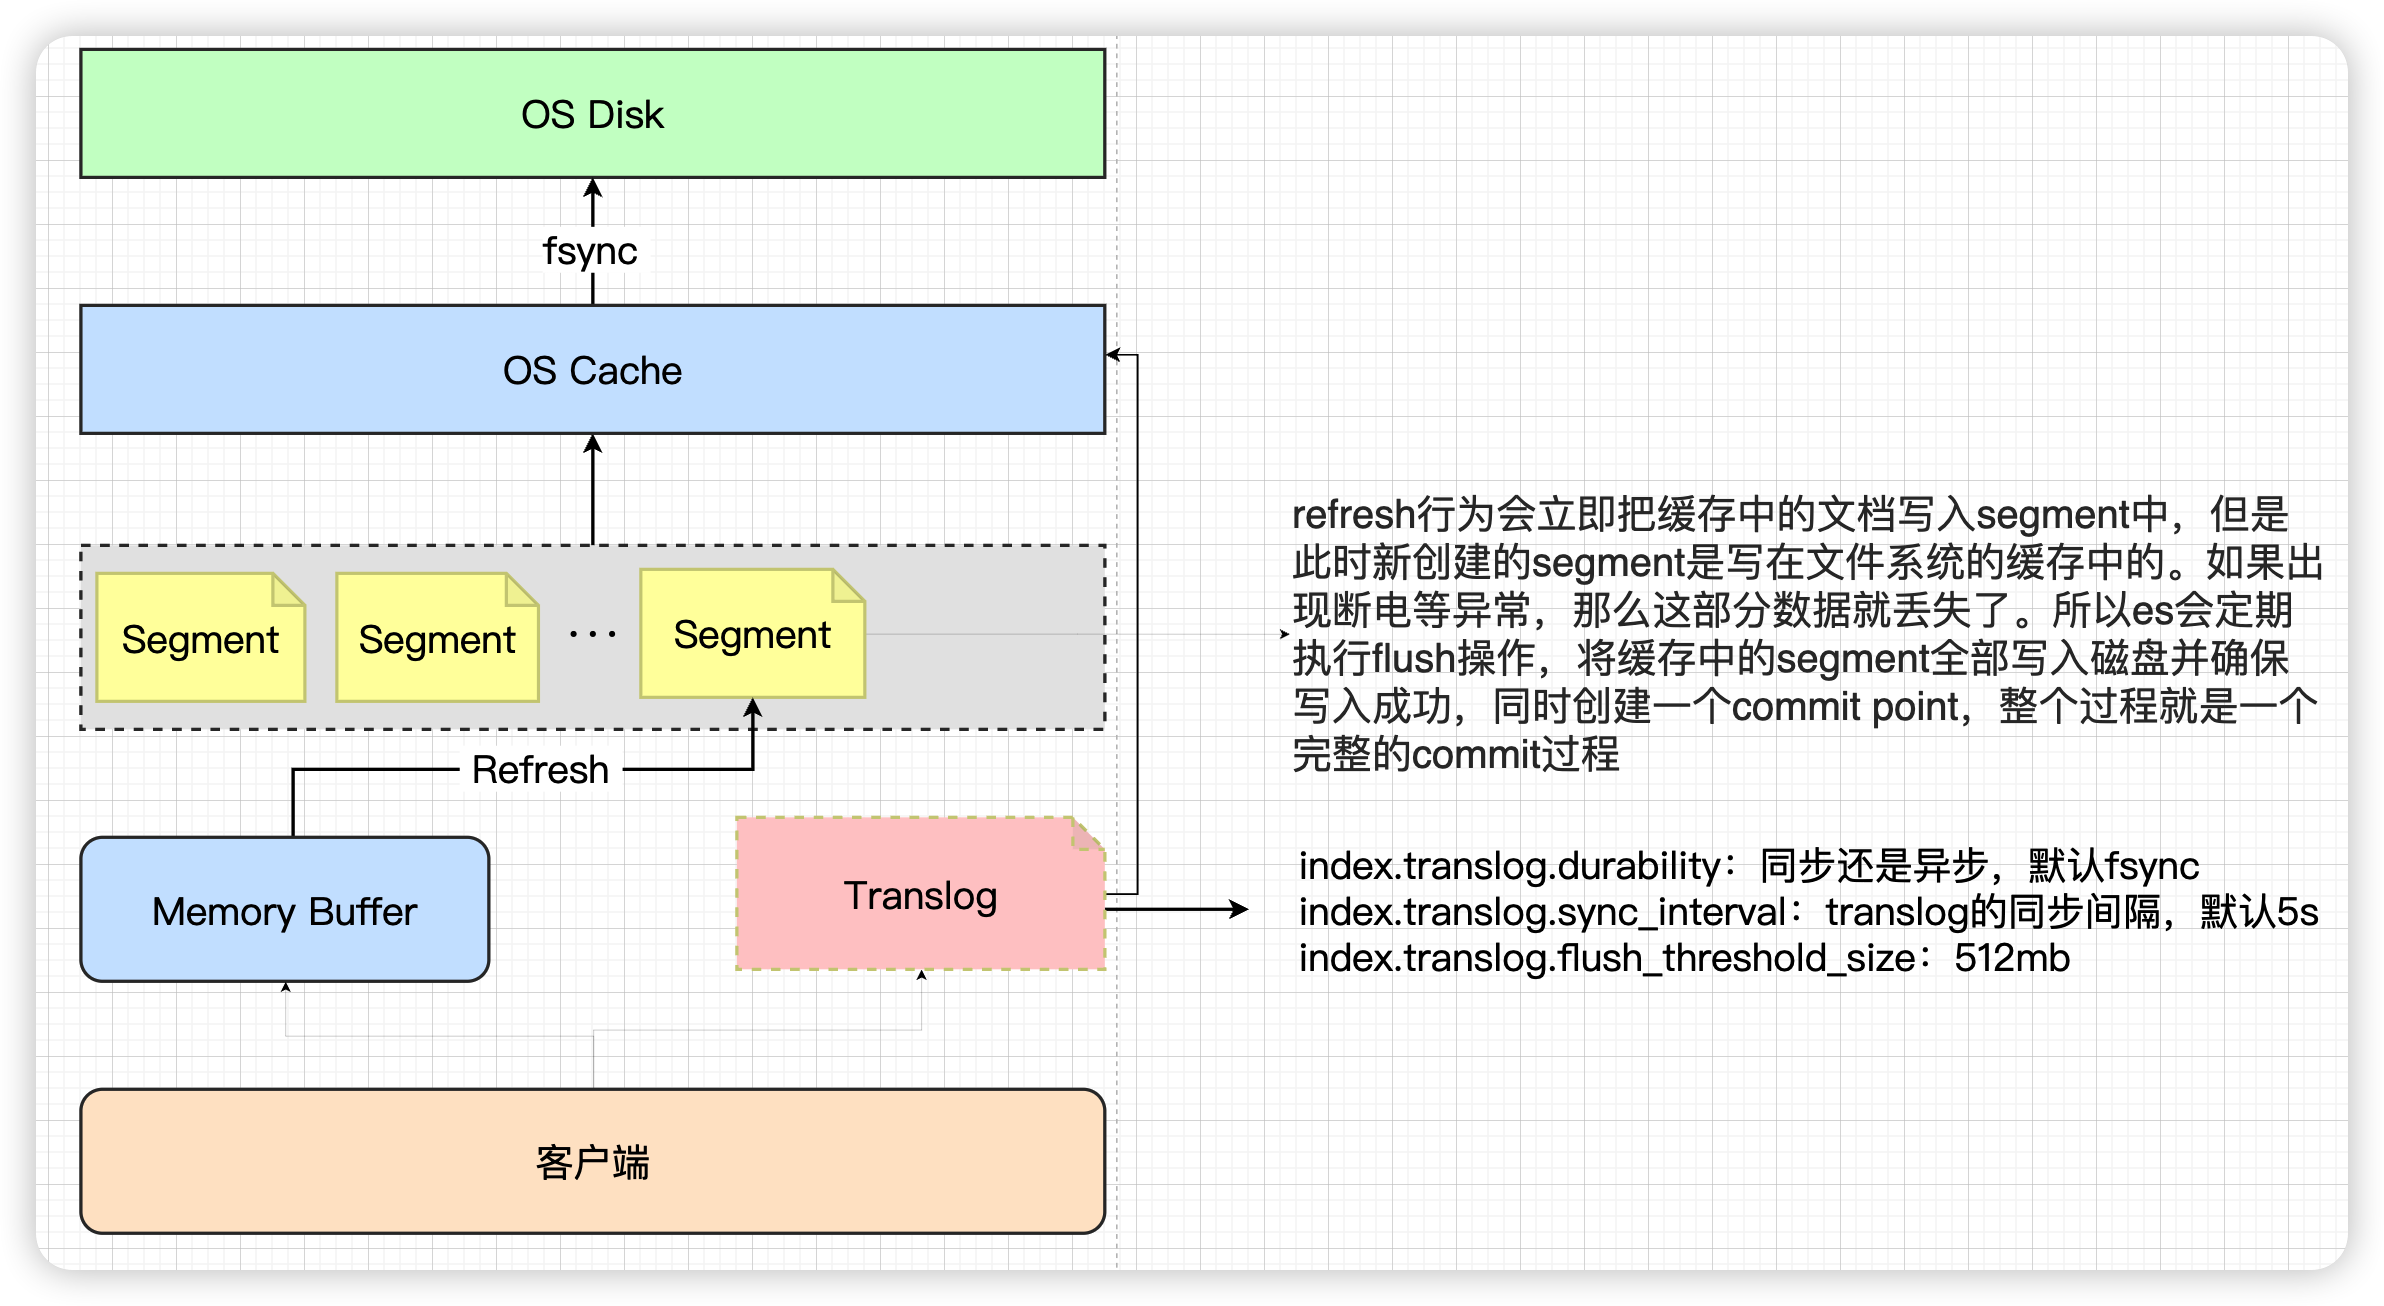 OS Disk
fsync
OS Cache
Segment
Segment
...
Segment
refresh行为会立即把缓存中的文档写入segment中，但是
此时新创建的segment是写在文件系统的缓存中的。如果出
现断电等异常，那么这部分数据就丢失了。所以es会定期
执行flush操作，将缓存中的segment全部写入磁盘并确保
写入成功，同时创建一个commit point，整个过程就是一个
完整的commit过程
Refresh
Memory Buffer
Translog
index.translog.durability：同步还是异步，默认fsync
index.translog.sync_interval：translog的同步间隔，默认5s
index.translog.flush_threshold_size：512mb
客户端